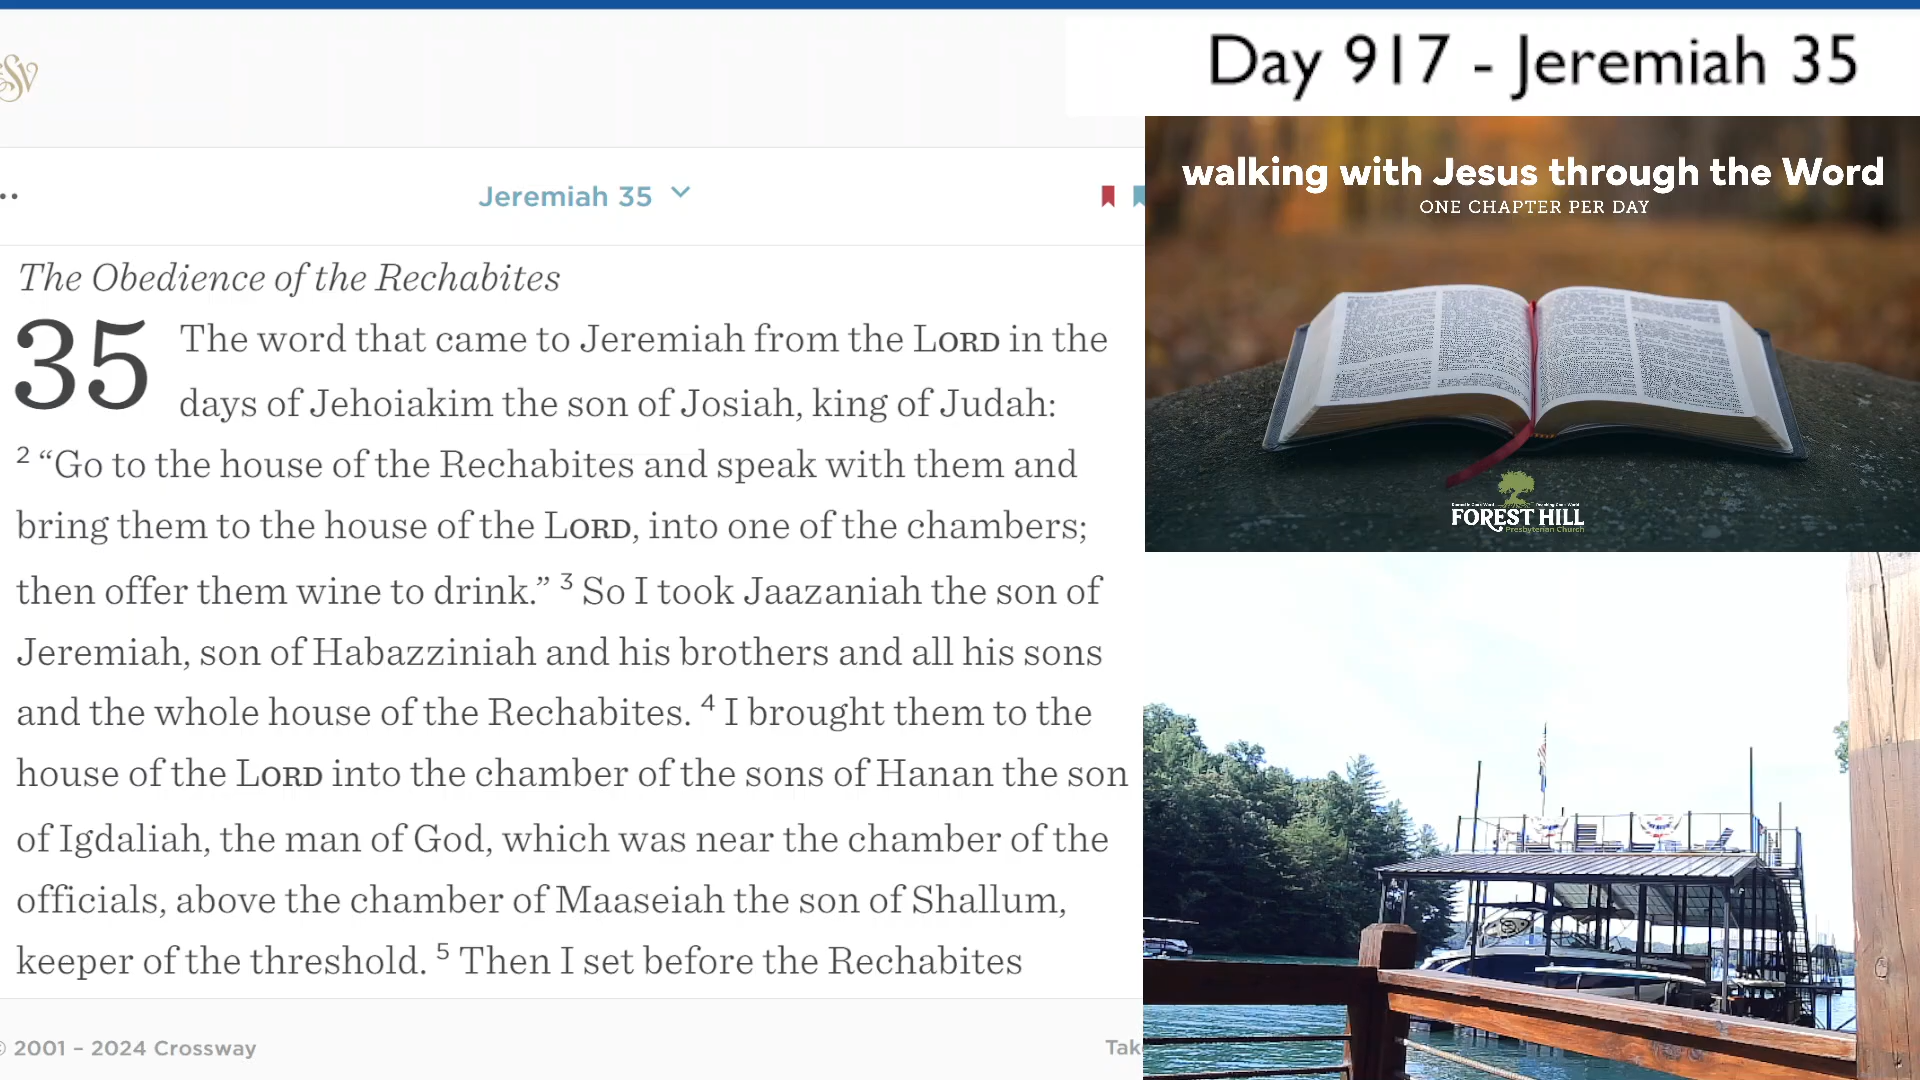 Day 917 - Jeremiah 35
walking with Jesus through the Word
ONE CHAPTER PER DAY
FOREST HILL
Presbyterian Church
Jeremiah 35
The Obedience of the Rechabites
35 The word that came to Jeremiah from the LORD in the
days of Jehoiakim the son of Josiah, king of Judah:
2 “Go to the house of the Rechabites and speak with them and
bring them to the house of the LORD, into one of the chambers;
then offer them wine to drink.” 3 So I took Jaazaniah the son of
Jeremiah, son of Habazziniah and his brothers and all his sons
and the whole house of the Rechabites. 4 I brought them to the
house of the LORD into the chamber of the sons of Hanan the son
of Igdaliah, the man of God, which was near the chamber of the
officials, above the chamber of Maaseiah the son of Shallum,
keeper of the threshold. 5 Then I set before the Rechabites
© 2001 – 2024 Crossway